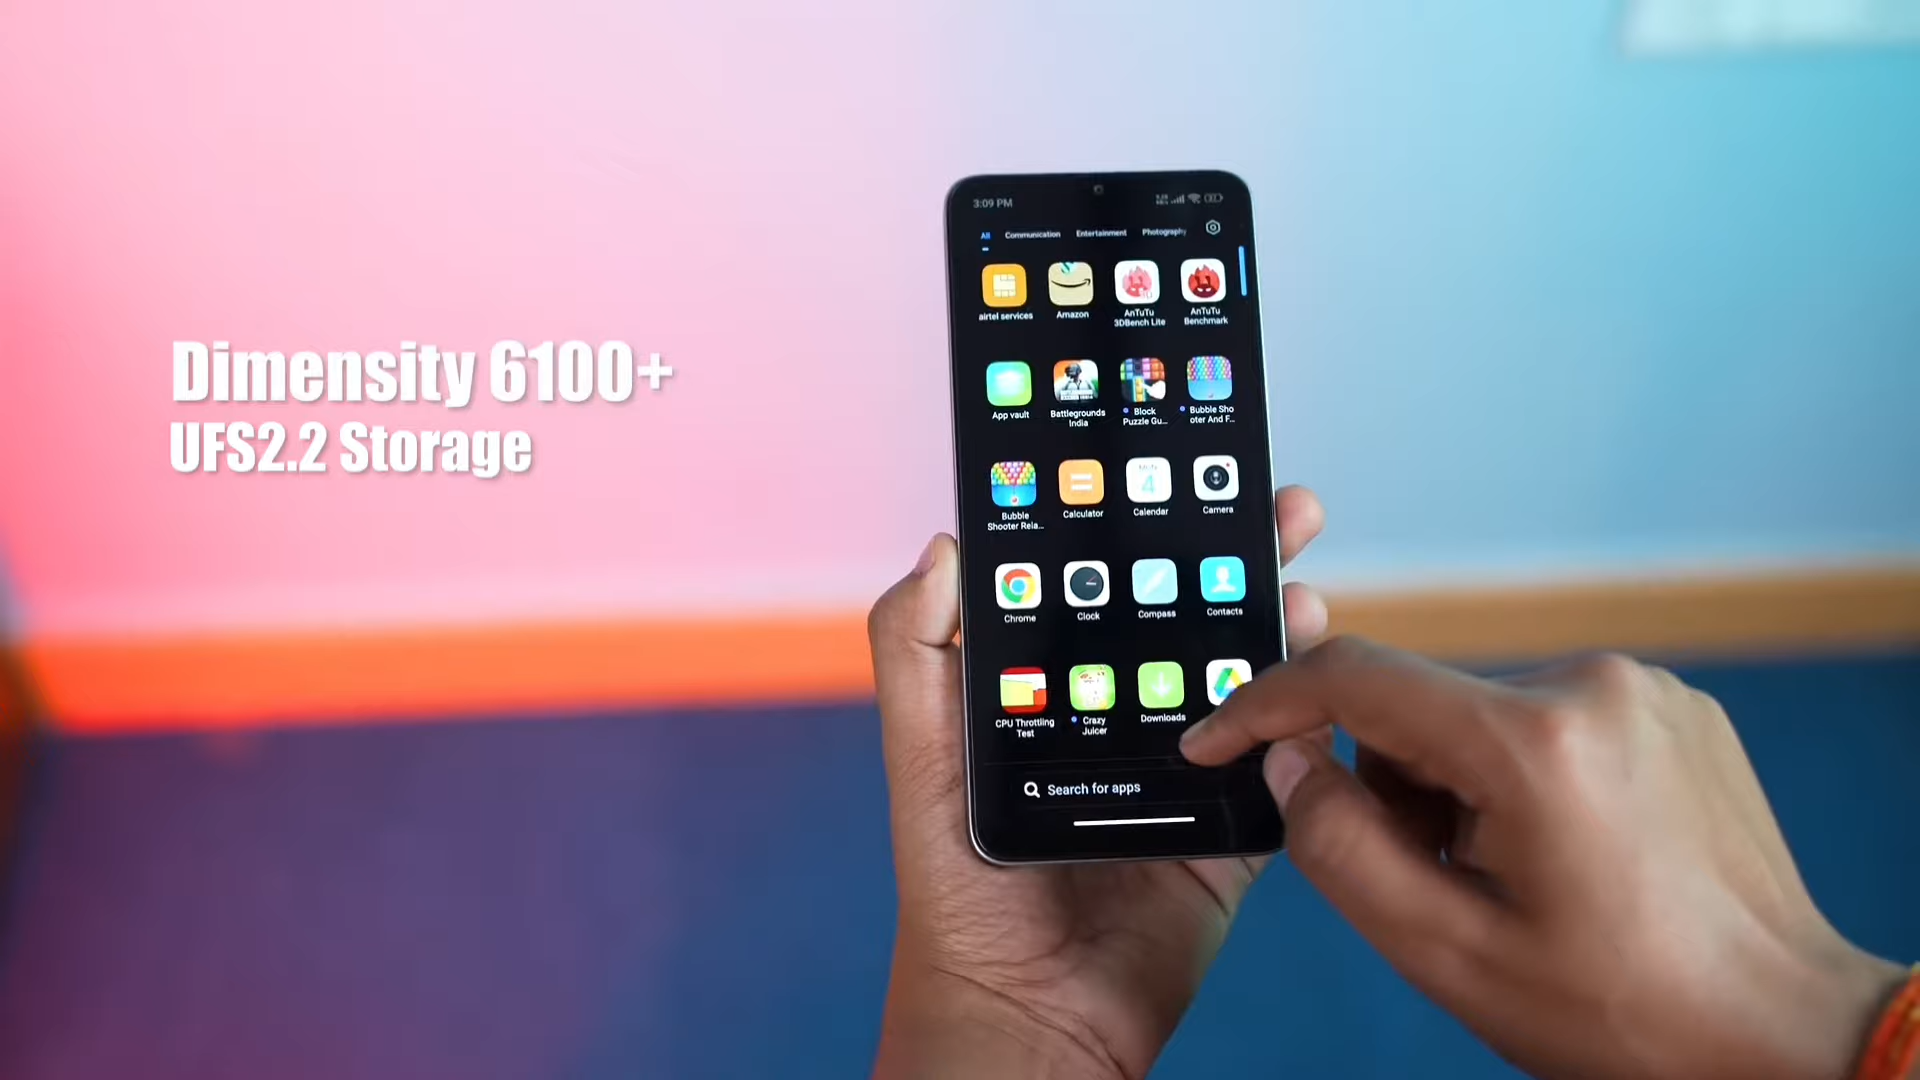 Dimensity 6100+
UFS2.2 Storage
3:09 PM
All Communication Entertainment Photography
airtel services Amazon AnTuTu 3DBench Lite AnTuTu Benchmark
App vault Battlegrounds India Block Puzzle Gu... Bubble Sho oter And F...
Bubble Shooter Rela... Calculator Calendar Camera
4
Chrome Clock Compass Contacts
CPU Throttling Test Crazy Juicer Downloads
Search for apps